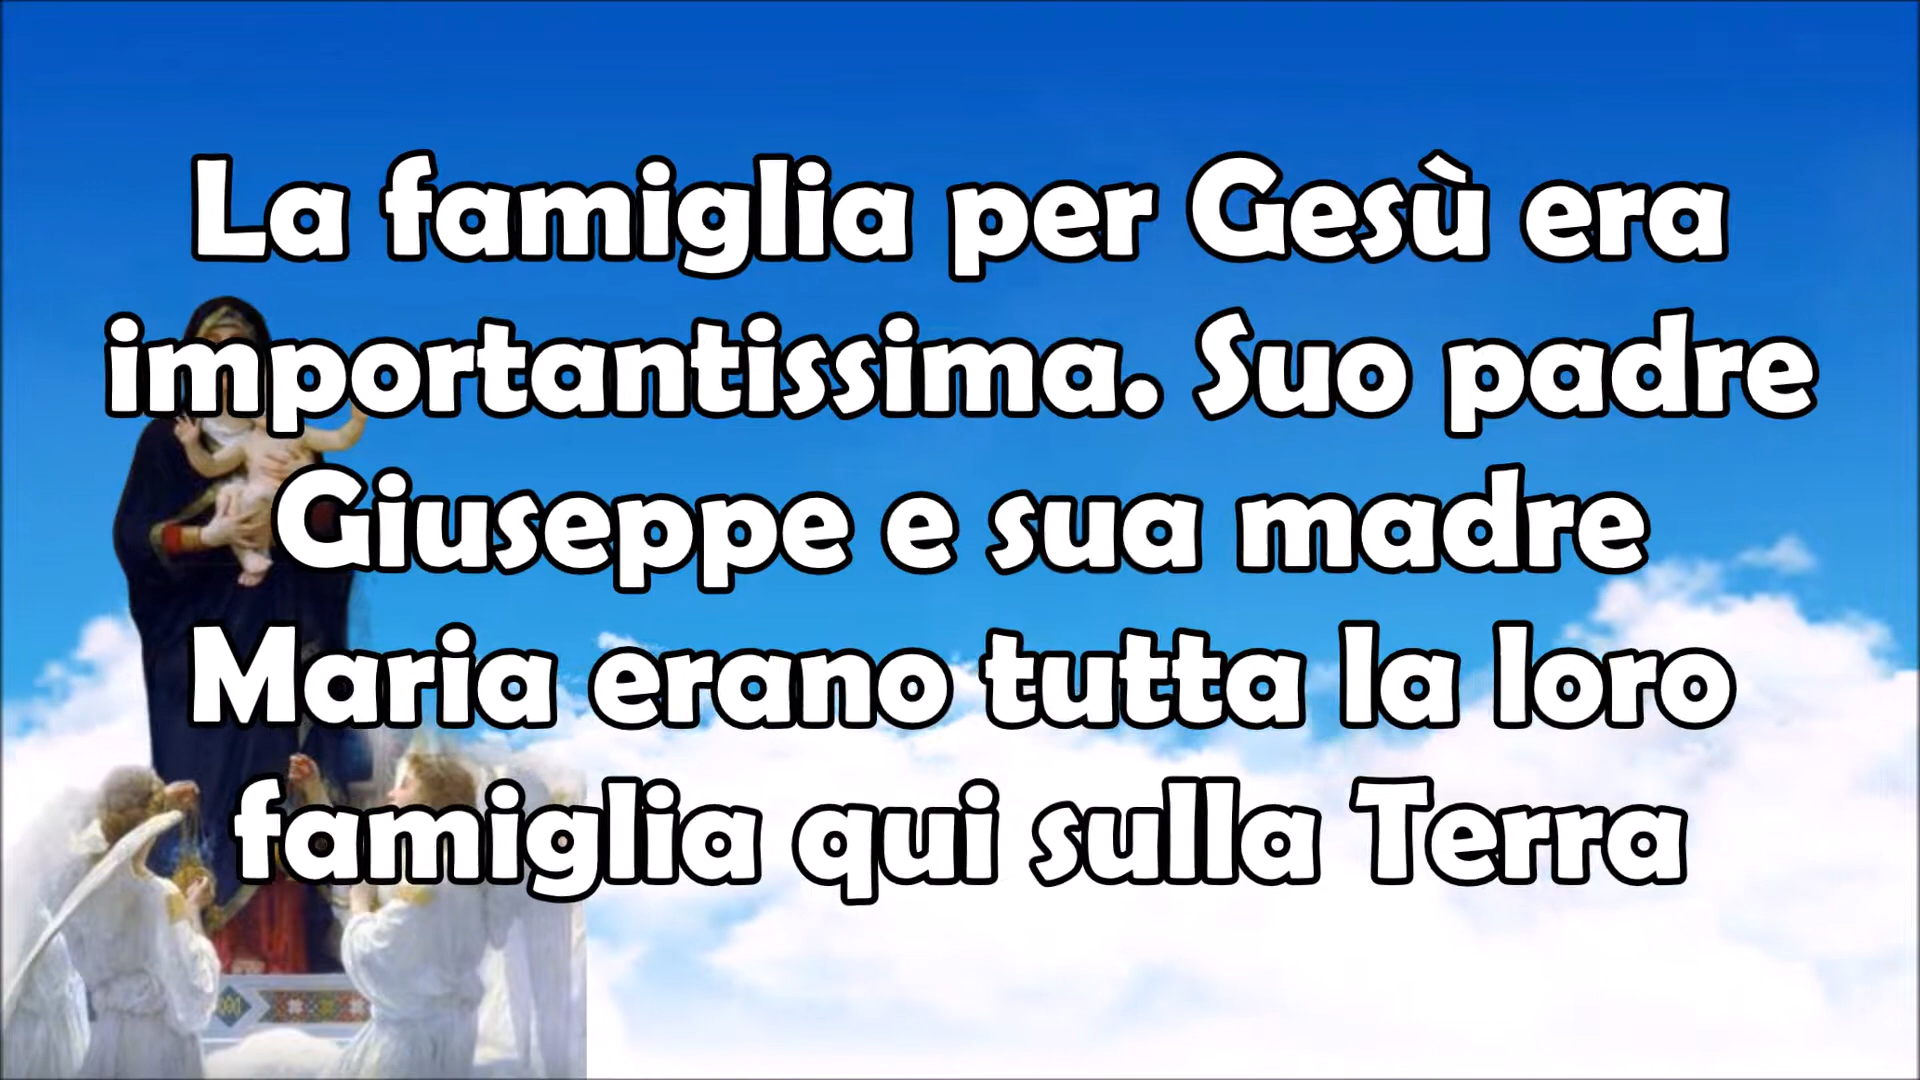 La famiglia per Gesù era
importantissima. Suo padre
Giuseppe e sua madre
Maria erano tutta la loro
famiglia qui sulla Terra